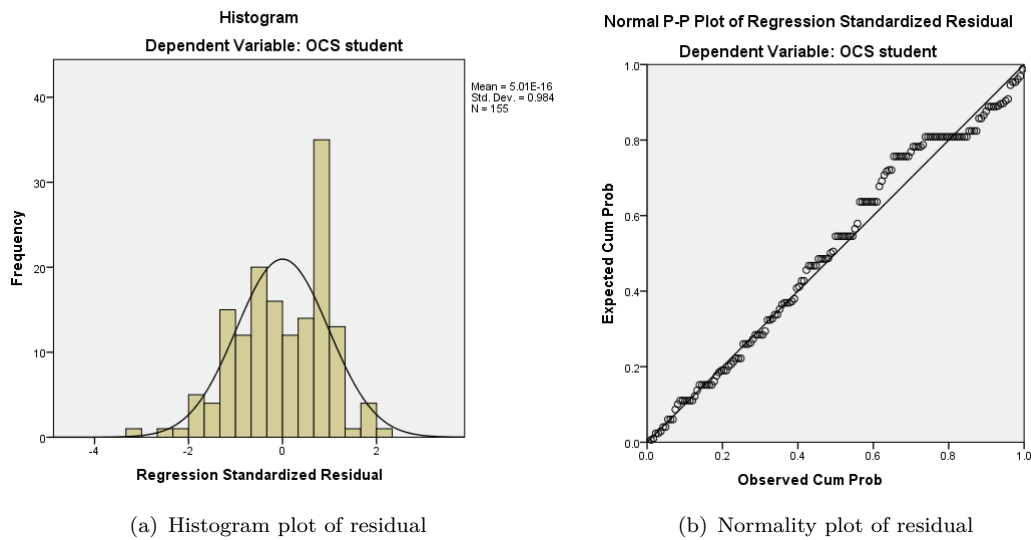 Histogram
Dependent Variable: OCS student
Mean = 5.01E-16
Std. Dev. = 0.984
N = 155
40
30
20
10
0
Frequency
-4
-2
0
2
Regression Standardized Residual
(a) Histogram plot of residual
Normal P-P Plot of Regression Standardized Residual
Dependent Variable: OCS student
1.0
0.8
0.6
0.4
0.2
0.0
Expected Cum Prob
0.0
0.2
0.4
0.6
0.8
1.0
Observed Cum Prob
(b) Normality plot of residual